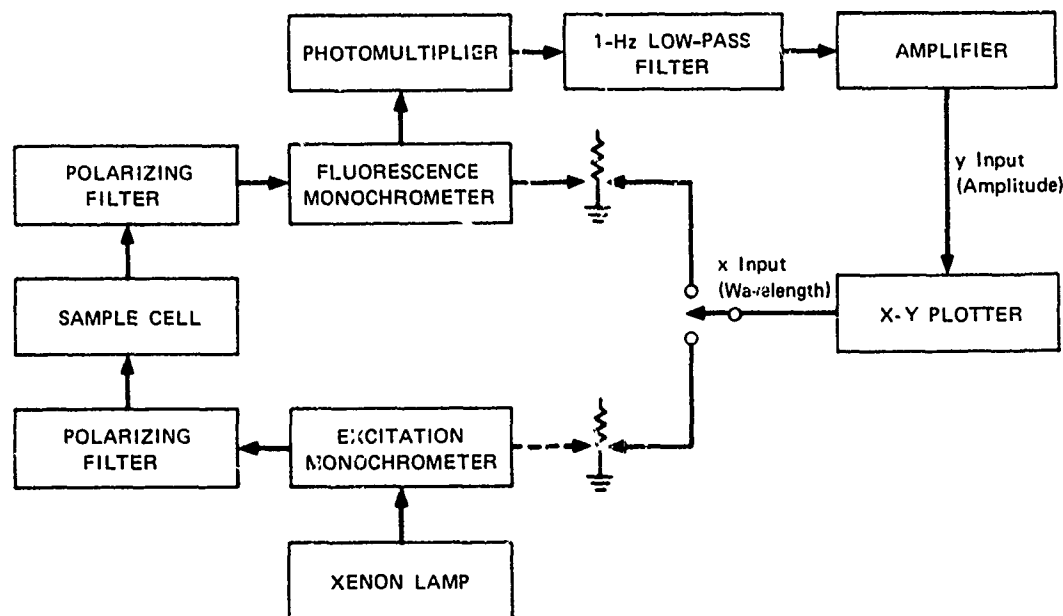 PHOTOMULTIPLIER
1-Hz LOW-PASS
FILTER
AMPLIFIER
POLARIZING
FILTER
FLUORESCENCE
MONOCHROMETER
y Input
(Amplitude)
SAMPLE CELL
x Input
(Wavelength)
X-Y PLOTTER
POLARIZING
FILTER
EXCITATION
MONOCHROMETER
XENON LAMP